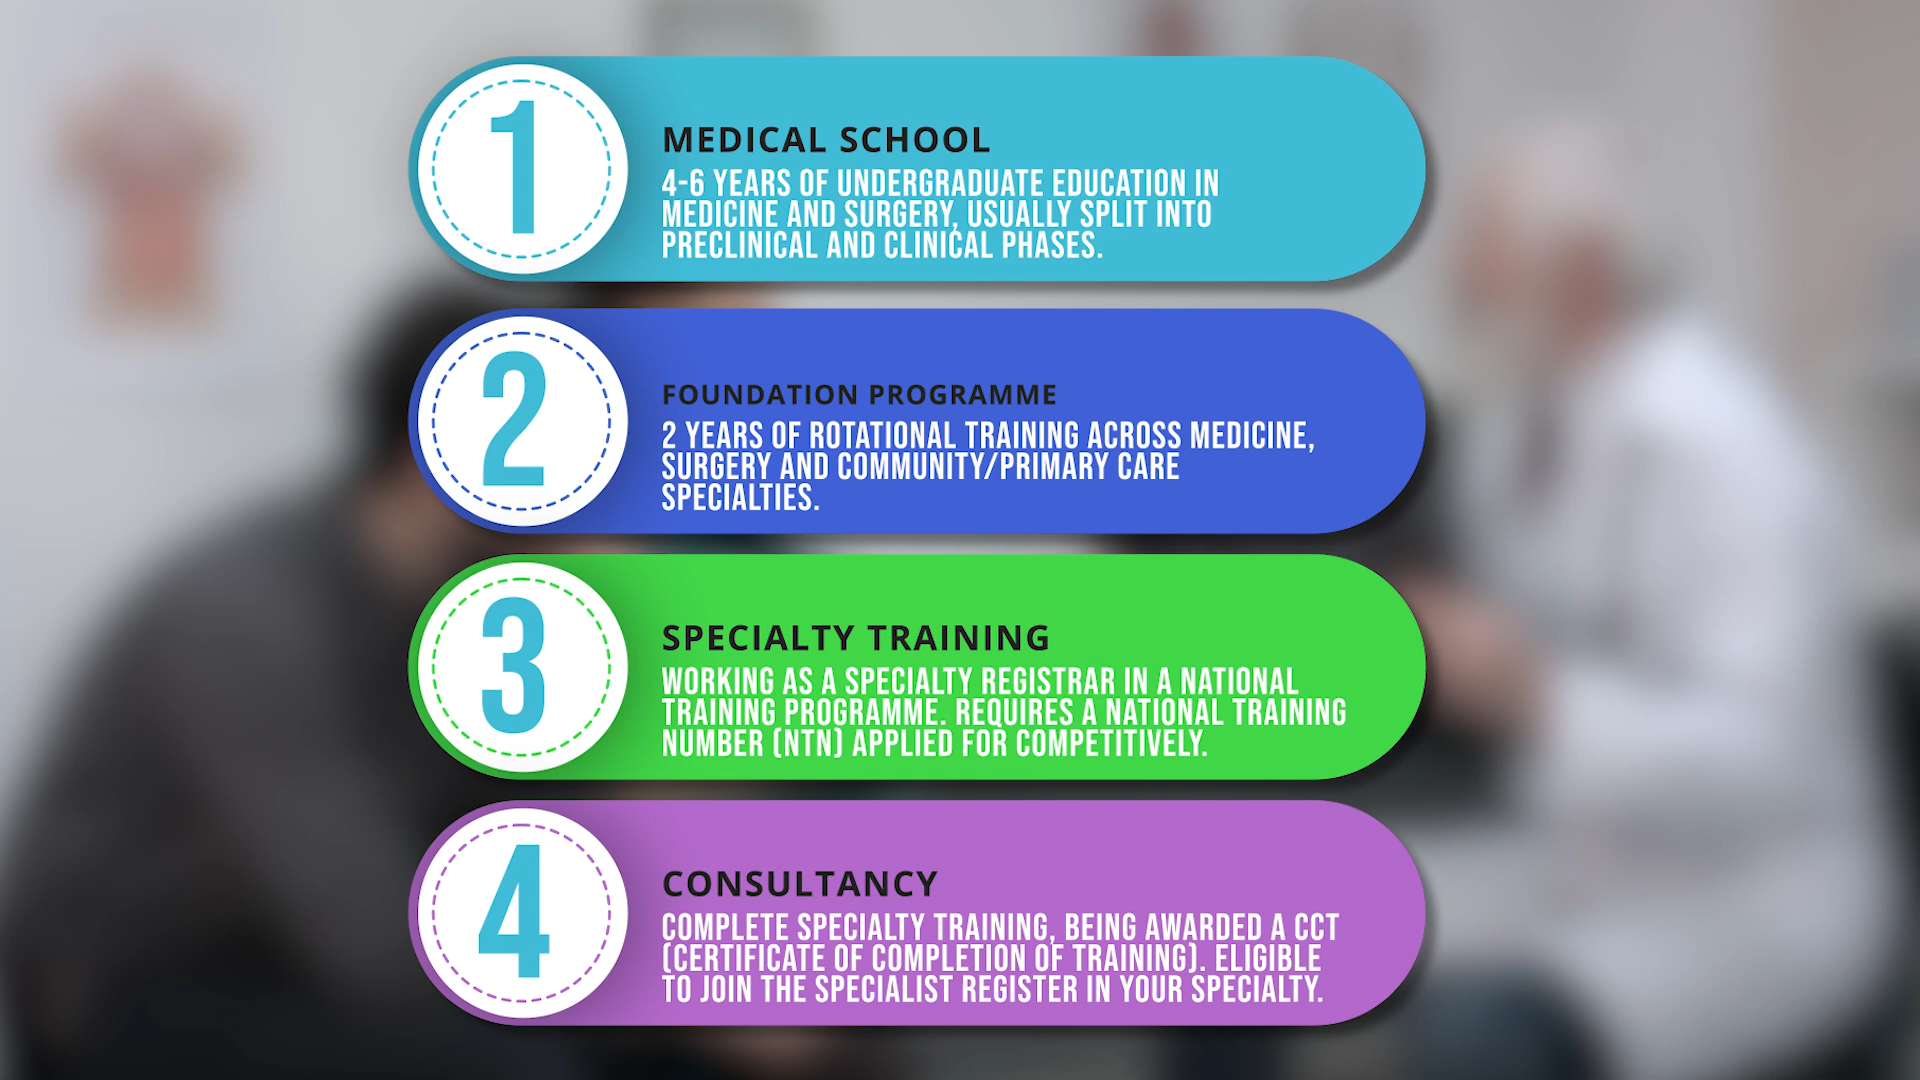 1
MEDICAL SCHOOL
4-6 YEARS OF UNDERGRADUATE EDUCATION IN
MEDICINE AND SURGERY, USUALLY SPLIT INTO
PRECLINICAL AND CLINICAL PHASES.
2
FOUNDATION PROGRAMME
2 YEARS OF ROTATIONAL TRAINING ACROSS MEDICINE,
SURGERY AND COMMUNITY/PRIMARY CARE
SPECIALTIES.
3
SPECIALTY TRAINING
WORKING AS A SPECIALTY REGISTRAR IN A NATIONAL
TRAINING PROGRAMME. REQUIRES A NATIONAL TRAINING
NUMBER (NTN) APPLIED FOR COMPETITIVELY.
4
CONSULTANCY
COMPLETE SPECIALTY TRAINING, BEING AWARDED A CCT
(CERTIFICATE OF COMPLETION OF TRAINING). ELIGIBLE
TO JOIN THE SPECIALIST REGISTER IN YOUR SPECIALTY.